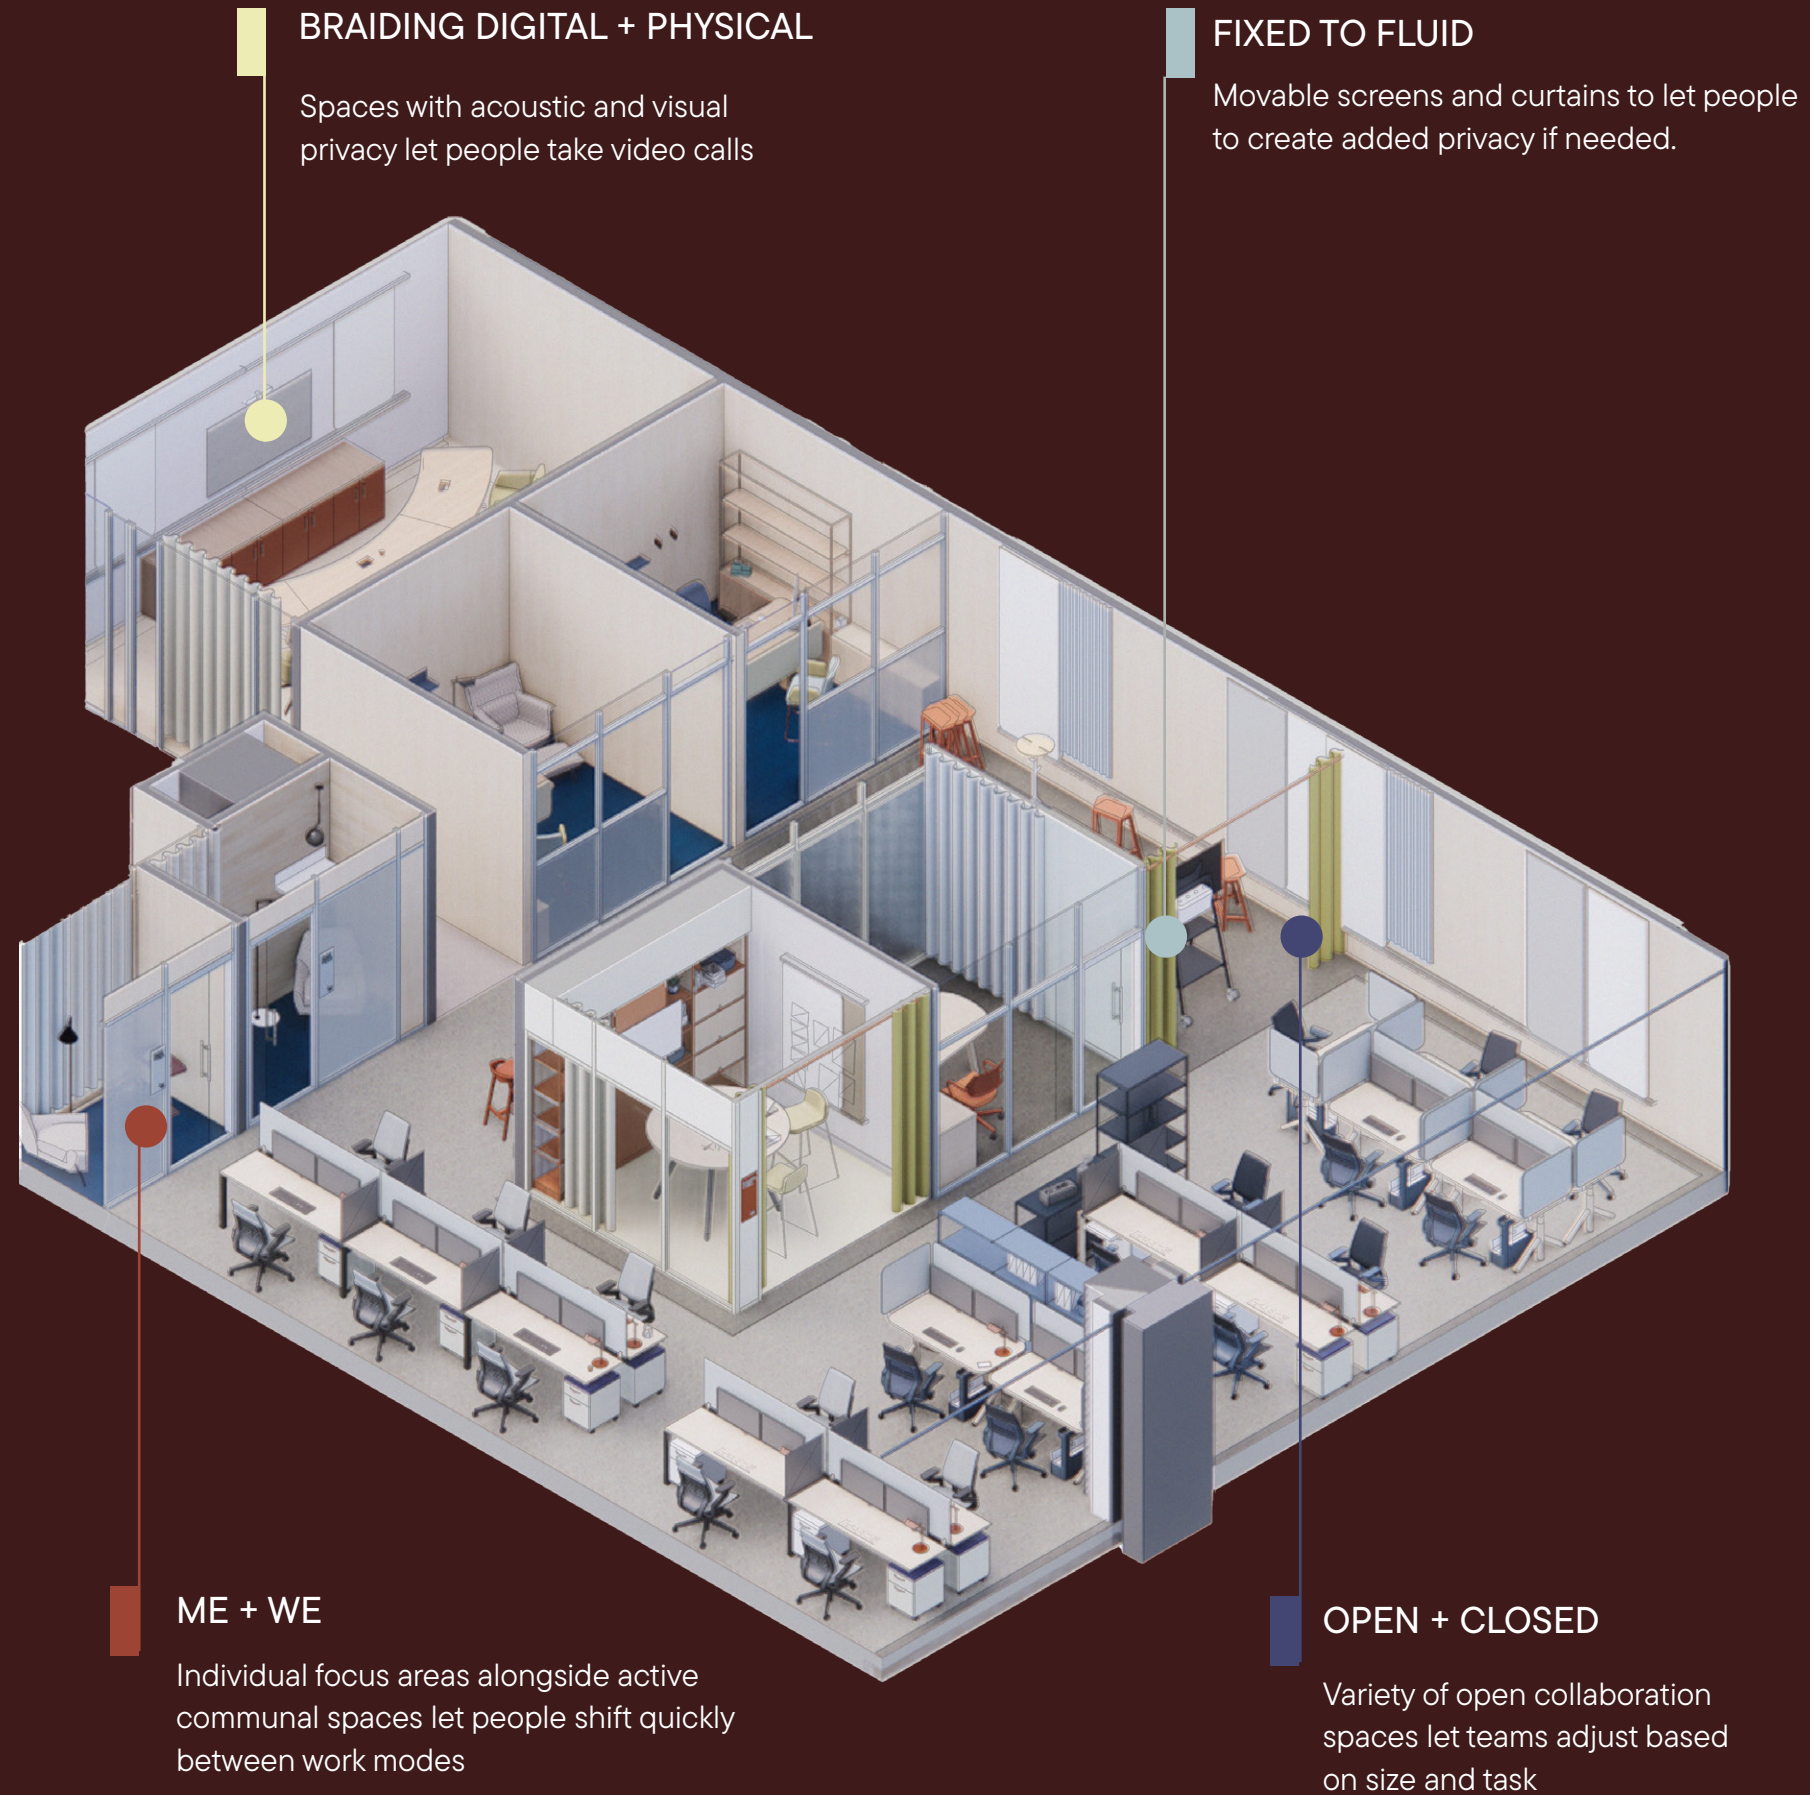 BRAIDING DIGITAL + PHYSICAL
Spaces with acoustic and visual
privacy let people take video calls
FIXED TO FLUID
Movable screens and curtains to let people
to create added privacy if needed.
ME + WE
Individual focus areas alongside active
communal spaces let people shift quickly
between work modes
OPEN + CLOSED
Variety of open collaboration
spaces let teams adjust based
on size and task